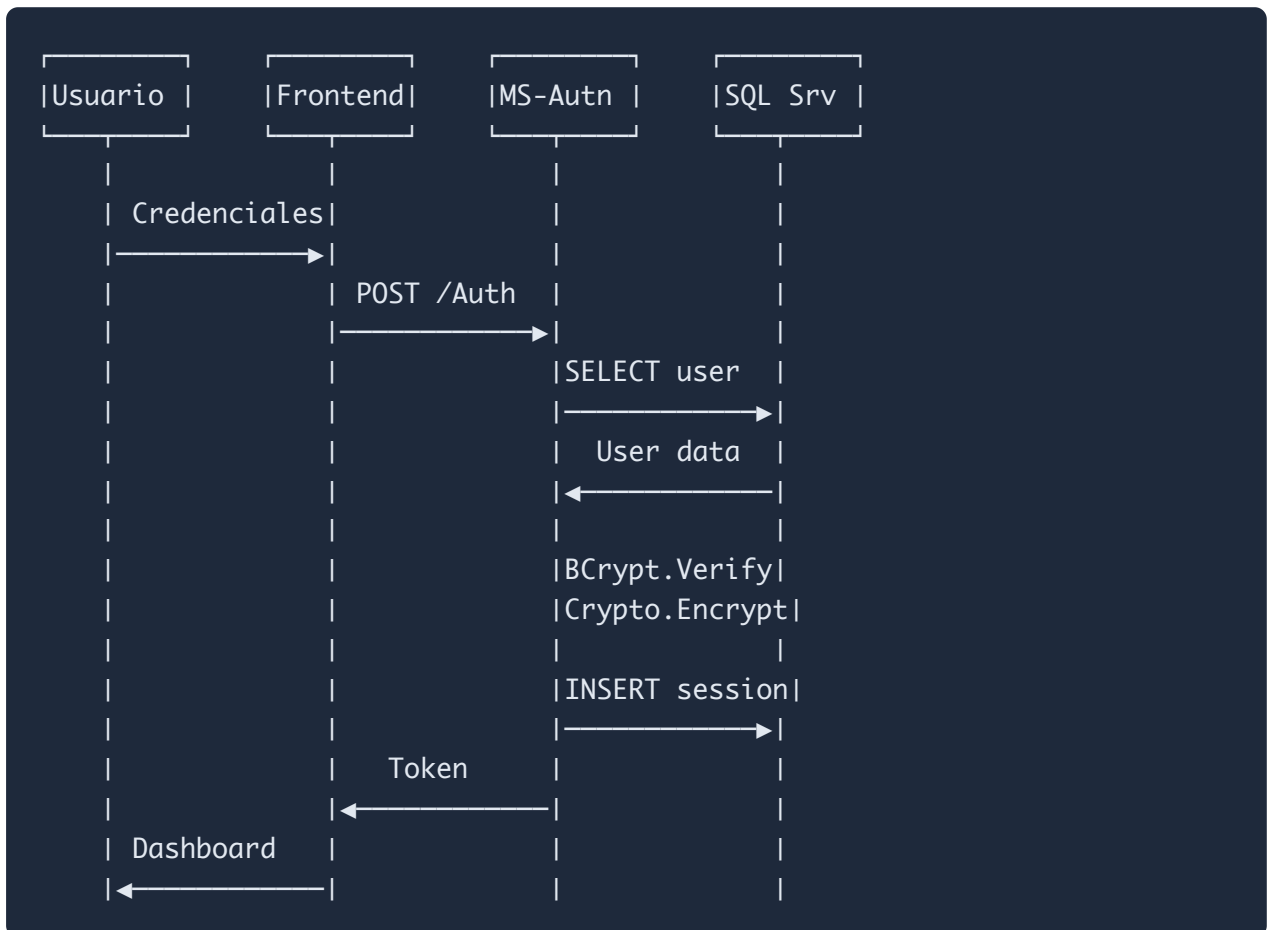 Usuario Frontend MS-Autn SQL Srv
Credenciales
POST /Auth
SELECT user
User data
BCrypt.Verify
Crypto.Encrypt
INSERT session
Token
Dashboard